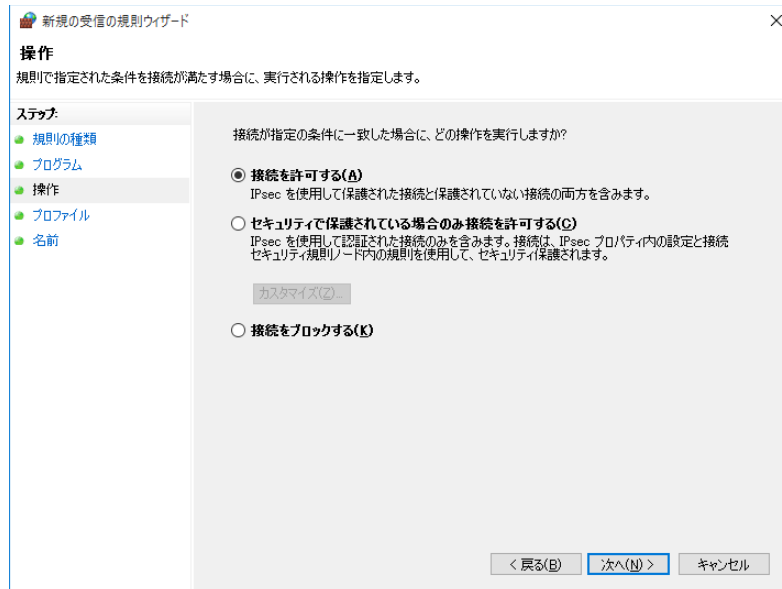 新規の受信の規則ウィザード
操作
規則で指定された条件を接続が満たす場合に、実行される操作を指定します。
ステップ:
規則の種類
プログラム
操作
プロファイル
名前
接続が指定の条件に一致した場合に、どの操作を実行しますか?
接続を許可する(A)
IPsec を使用して保護された接続と保護されていない接続の両方を含みます。
セキュリティで保護されている場合のみ接続を許可する(C)
IPsec を使用して認証された接続のみを含みます。接続は、IPsec プロパティ内の設定と接続
セキュリティ規則ノード内の規則を使用して、セキュリティ保護されます。
カスタマイズ(Z)...
接続をブロックする(K)
< 戻る(B)
次へ(N) >
キャンセル